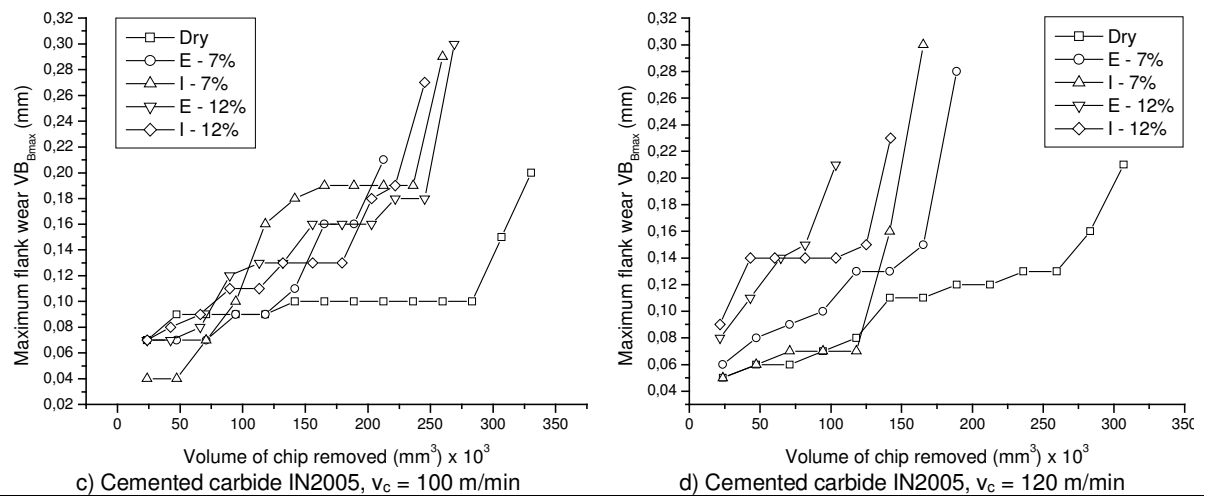 0,32
0,30
0,28
0,26
0,24
0,22
0,20
0,18
0,16
0,14
0,12
0,10
0,08
0,06
0,04
0,02
Maximum flank wear VB_Bmax (mm)
Dry
E - 7%
I - 7%
E - 12%
I - 12%
0 50 100 150 200 250 300 350
Volume of chip removed (mm³) x 10³
c) Cemented carbide IN2005, v_c = 100 m/min
0,32
0,30
0,28
0,26
0,24
0,22
0,20
0,18
0,16
0,14
0,12
0,10
0,08
0,06
0,04
Maximum flank wear VB_Bmax (mm)
Dry
E - 7%
I - 7%
E - 12%
I - 12%
0 50 100 150 200 250 300 350
Volume of chip removed (mm³) x 10³
d) Cemented carbide IN2005, v_c = 120 m/min